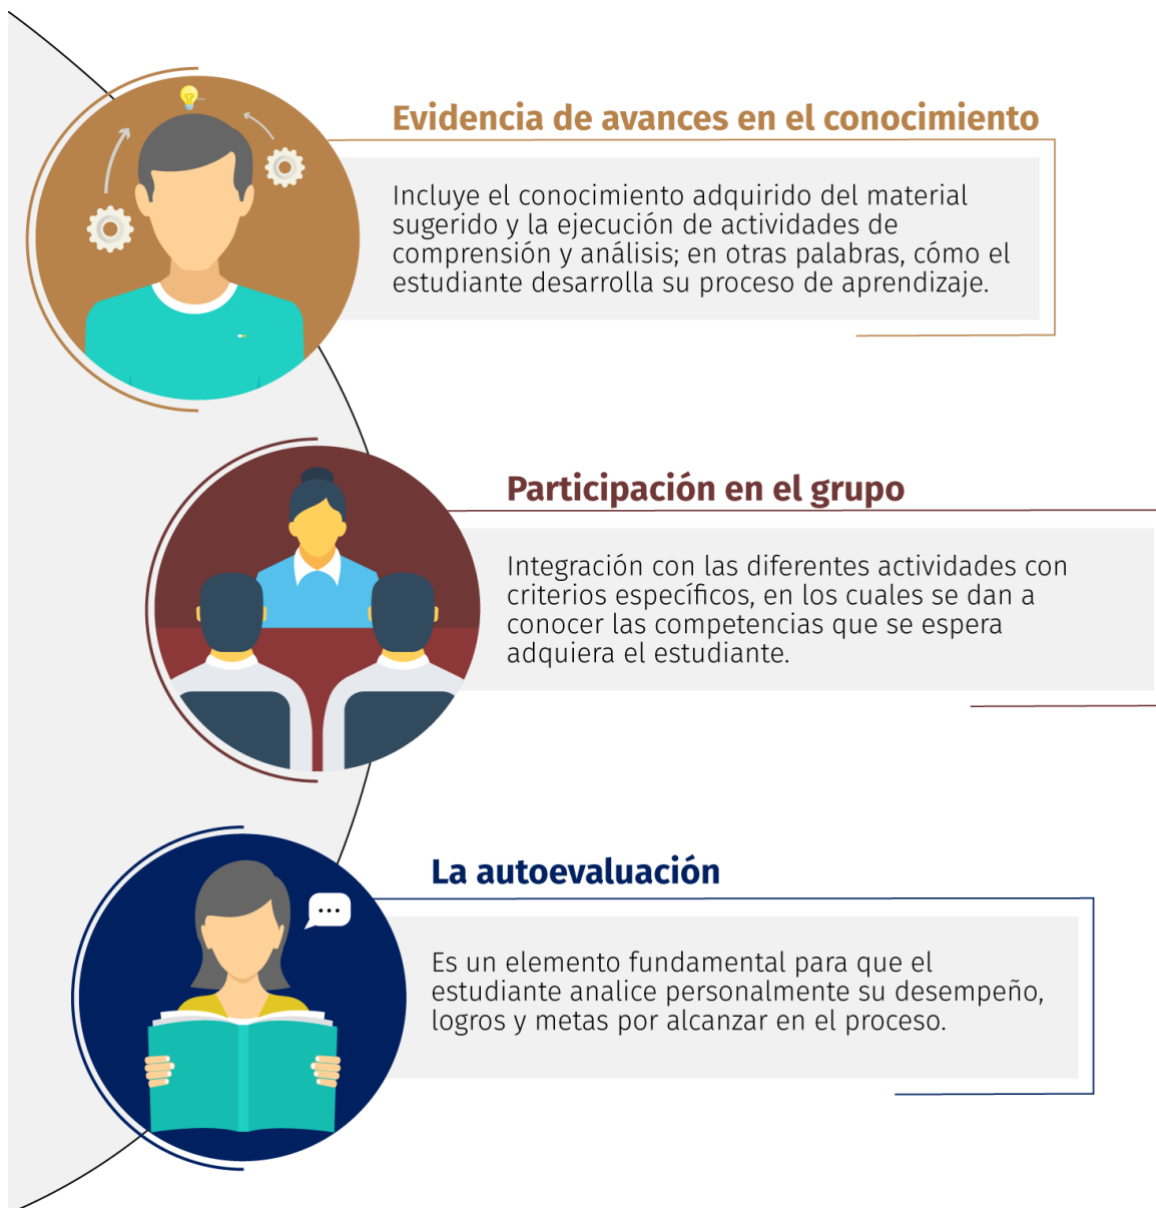 Evidencia de avances en el conocimiento
Incluye el conocimiento adquirido del material
sugerido y la ejecución de actividades de
comprensión y análisis; en otras palabras, cómo el
estudiante desarrolla su proceso de aprendizaje.
Participación en el grupo
Integración con las diferentes actividades con
criterios específicos, en los cuales se dan a
conocer las competencias que se espera
adquiera el estudiante.
La autoevaluación
Es un elemento fundamental para que el
estudiante analice personalmente su desempeño,
logros y metas por alcanzar en el proceso.